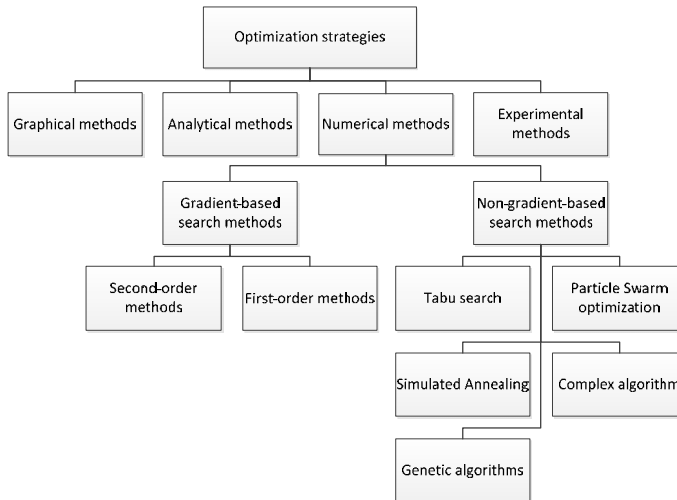 Optimization strategies
Graphical methods
Analytical methods
Numerical methods
Experimental
methods
Gradient-based
search methods
Non-gradient-based
search methods
Second-order
methods
First-order methods
Tabu search
Particle Swarm
optimization
Simulated Annealing
Complex algorithm
Genetic algorithms